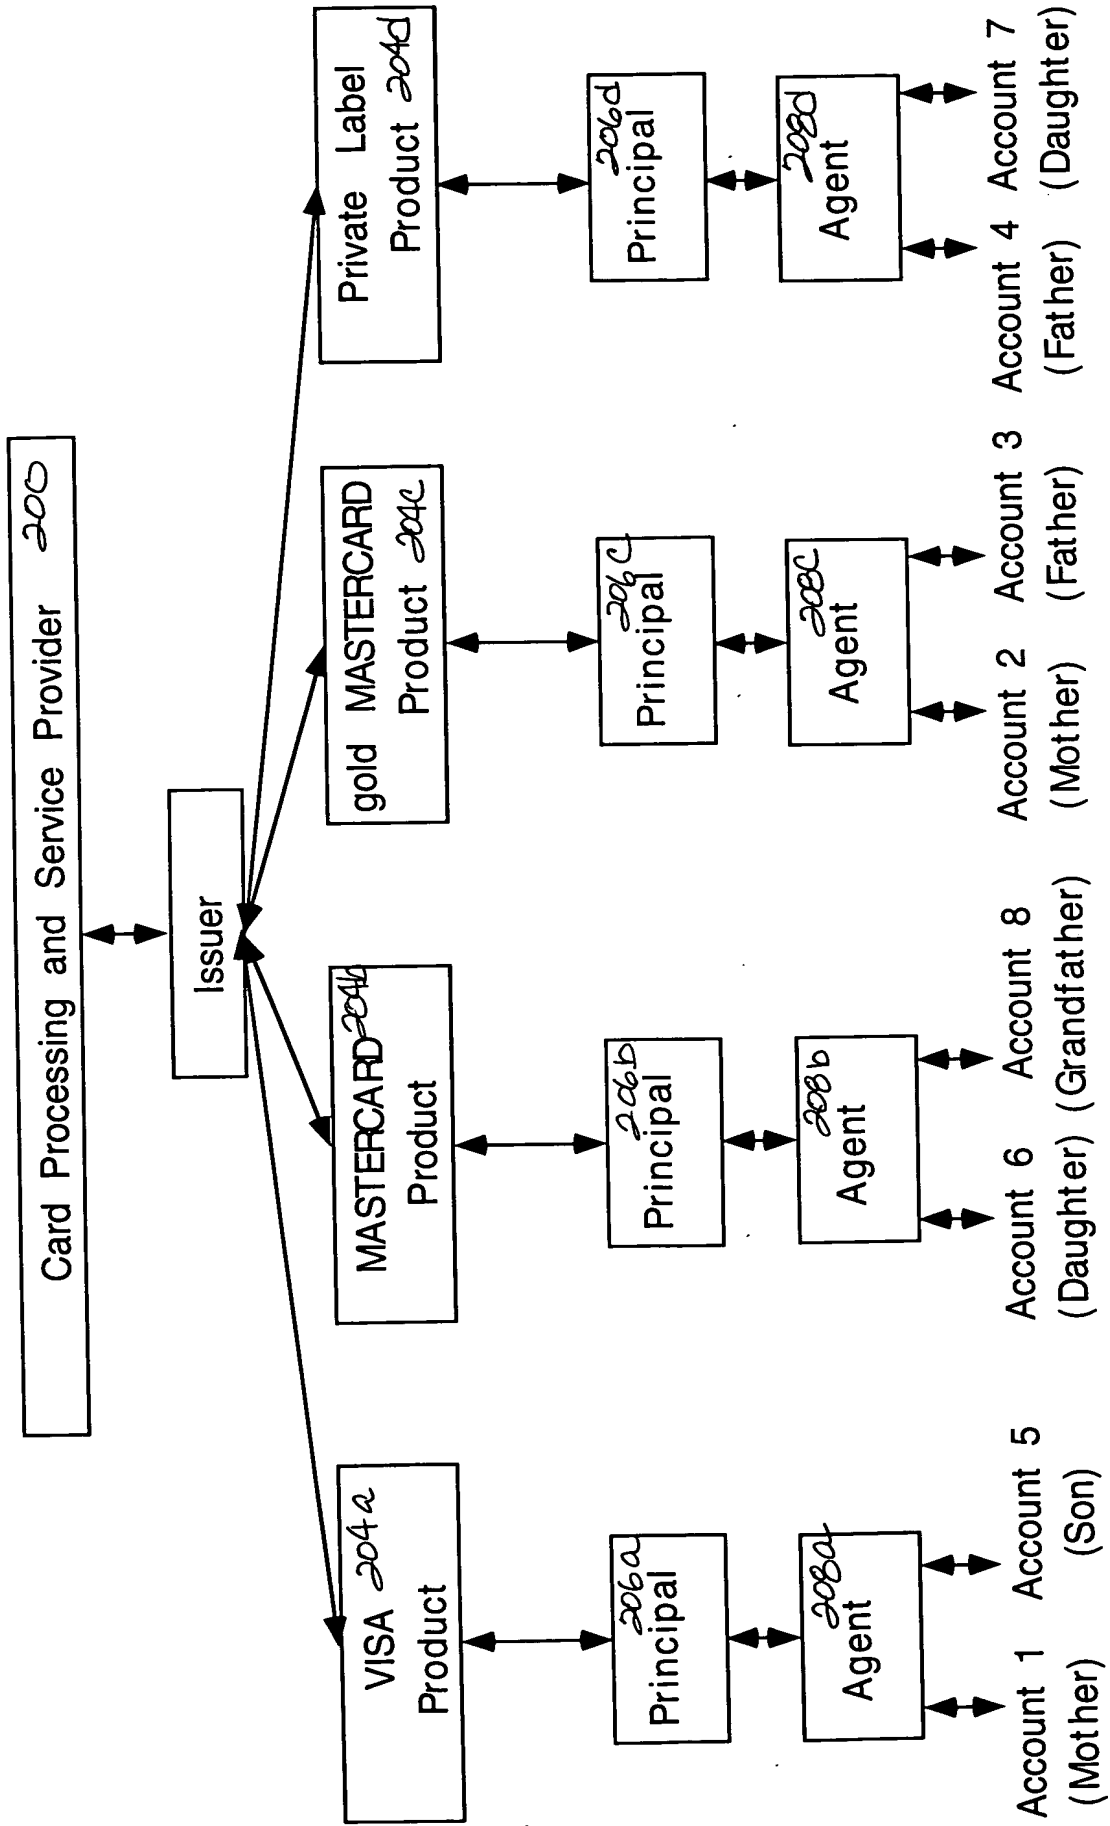 Card Processing and Service Provider 200
Issuer
VISA 204a
Product
MASTERCARD 204b
Product
gold MASTERCARD
Product 204c
Private Label
Product 204d
206a
Principal
206b
Principal
206c
Principal
206d
Principal
208a
Agent
208b
Agent
208c
Agent
208d
Agent
Account 1
(Mother)
Account 5
(Son)
Account 6
(Daughter)
Account 8
(Grandfather)
Account 2
(Mother)
Account 3
(Father)
Account 4
(Father)
Account 7
(Daughter)